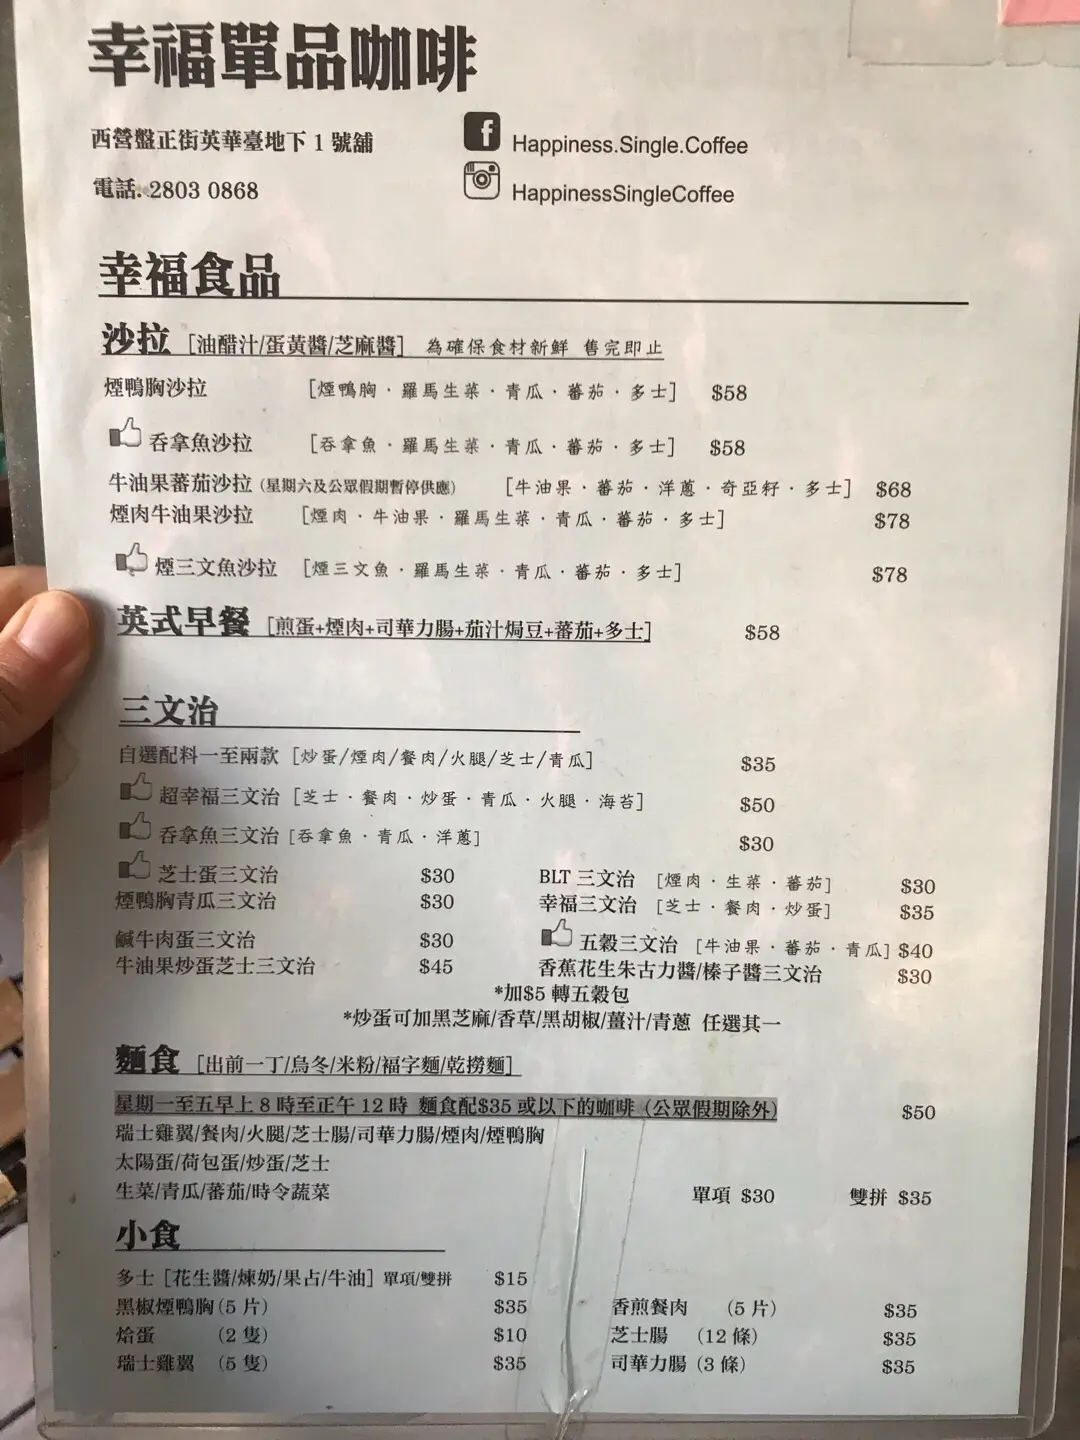 幸福單品咖啡
西營盤正街英華臺地下 1 號舖
Happiness.Single.Coffee
電話: 2803 0868
HappinessSingleCoffee
幸福食品
沙拉 [油醋汁/蛋黃醬/芝麻醬] 為確保食材新鮮 售完即止
煙鴨胸沙拉 [煙鴨胸·羅馬生菜·青瓜·蕃茄·多士] $58
吞拿魚沙拉 [吞拿魚·羅馬生菜·青瓜·蕃茄·多士] $58
牛油果蕃茄沙拉 (星期六及公眾假期暫停供應) [牛油果·蕃茄·洋蔥·奇亞籽·多士] $68
煙肉牛油果沙拉 [煙肉·牛油果·羅馬生菜·青瓜·蕃茄·多士] $78
煙三文魚沙拉 [煙三文魚·羅馬生菜·青瓜·蕃茄·多士] $78
英式早餐 [煎蛋+煙肉+司華力腸+茄汁焗豆+蕃茄+多士] $58
三文治
自選配料一至兩款 [炒蛋/煙肉/餐肉/火腿/芝士/青瓜] $35
超幸福三文治 [芝士·餐肉·炒蛋·青瓜·火腿·海苔] $50
吞拿魚三文治 [吞拿魚·青瓜·洋蔥] $30
芝士蛋三文治 $30 BLT 三文治 [煙肉·生菜·蕃茄] $30
煙鴨胸青瓜三文治 $30 幸福三文治 [芝士·餐肉·炒蛋] $35
鹹牛肉蛋三文治 $30 五穀三文治 [牛油果·蕃茄·青瓜] $40
牛油果炒蛋芝士三文治 $45 香蕉花生朱古力醬/榛子醬三文治 $30
*加$5 轉五穀包
*炒蛋可加黑芝麻/香草/黑胡椒/薑汁/青蔥 任選其一
麵食 [出前一丁/烏冬/米粉/福字麵/乾撈麵]
星期一至五早上 8 時至正午 12 時 麵食配$35 或以下的咖啡 (公眾假期除外) $50
瑞士雞翼/餐肉/火腿/芝士腸/司華力腸/煙肉/煙鴨胸
太陽蛋/荷包蛋/炒蛋/芝士
生菜/青瓜/蕃茄/時令蔬菜 單項 $30 雙拼 $35
小食
多士 [花生醬/煉奶/果占/牛油] 單項/雙拼 $15
黑椒煙鴨胸 (5 片) $35 香煎餐肉 (5 片) $35
烚蛋 (2 隻) $10 芝士腸 (12 條) $35
瑞士雞翼 (5 隻) $35 司華力腸 (3 條) $35